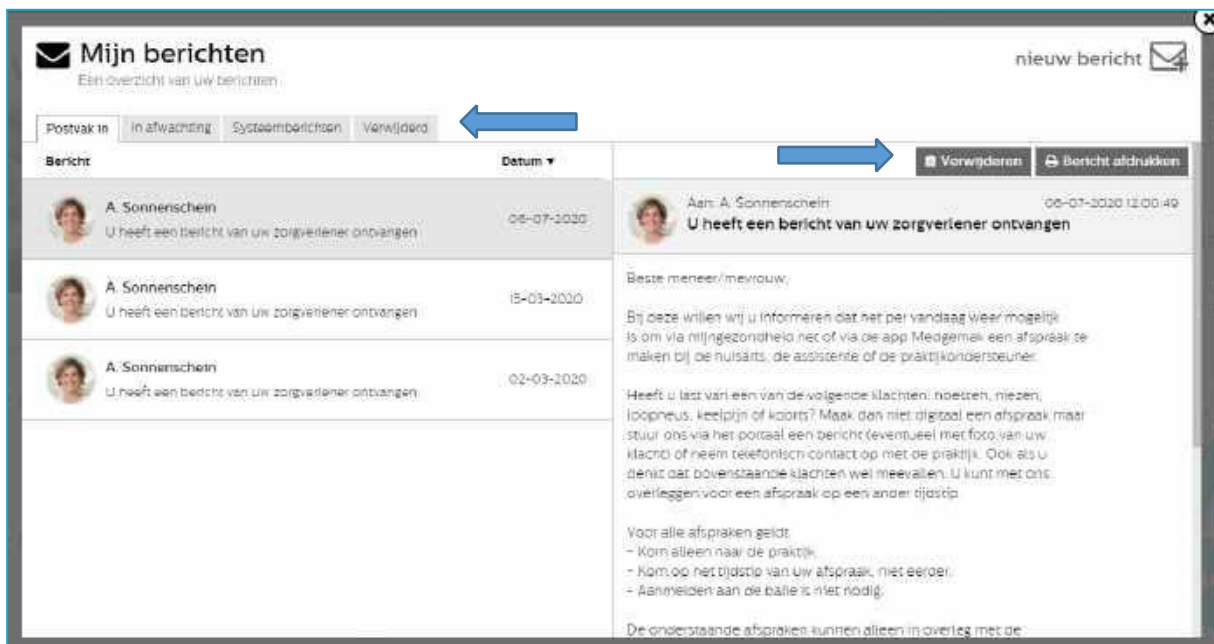 Mijn berichten
Een overzicht van uw berichten
nieuw bericht
Postvak in In afwachting Systeemberichten Verwijderd
Bericht Datum ▼
Verwijderen Bericht afdrukken
A. Sonnenschein
U heeft een bericht van uw zorgverlener ontvangen
06-07-2020
A. Sonnenschein
U heeft een bericht van uw zorgverlener ontvangen
15-03-2020
A. Sonnenschein
U heeft een bericht van uw zorgverlener ontvangen
02-03-2020
Aan: A. Sonnenschein 06-07-2020 12:00:49
U heeft een bericht van uw zorgverlener ontvangen
Beste meneer/mevrouw,
Bij deze willen wij u informeren dat het per vandaag weer mogelijk
is om via mijngezondheid.net of via de app Medgemak een afspraak te
maken bij de huisarts, de assistente of de praktijkondersteuner.
Heeft u last van een van de volgende klachten: hoesten, niezen,
loopneus, keelpijn of koorts? Maak dan niet digitaal een afspraak maar
stuur ons via het portaal een bericht (eventueel met foto van uw
klacht) of neem telefonisch contact op met de praktijk. Ook als u
denkt dat bovenstaande klachten wel meevallen. U kunt met ons
overleggen voor een afspraak op een ander tijdstip.
Voor alle afspraken geldt
- Kom alleen naar de praktijk.
- Kom op het tijdstip van uw afspraak, niet eerder.
- Aanmelden aan de balie is niet nodig.
De onderstaande afspraken kunnen alleen in overleg met de